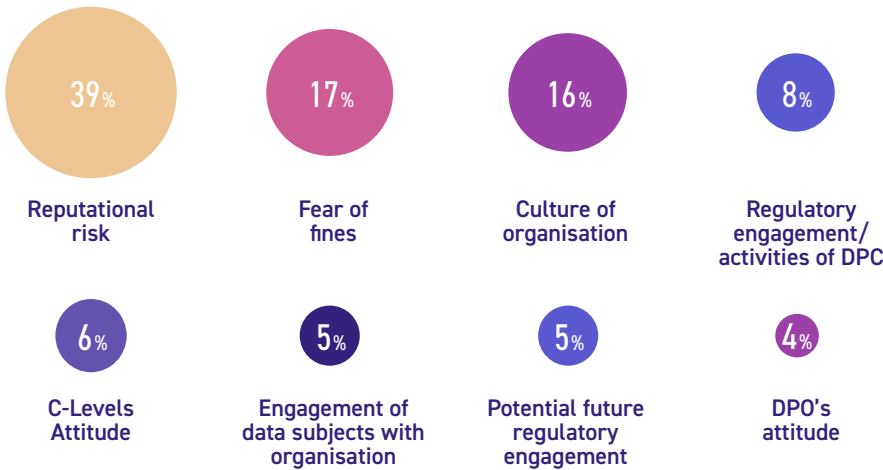 39%
17%
16%
8%
Reputational
risk
Fear of
fines
Culture of
organisation
Regulatory
engagement/
activities of DPC
6%
5%
5%
4%
C-Levels
Attitude
Engagement of
data subjects with
organisation
Potential future
regulatory
engagement
DPO's
attitude